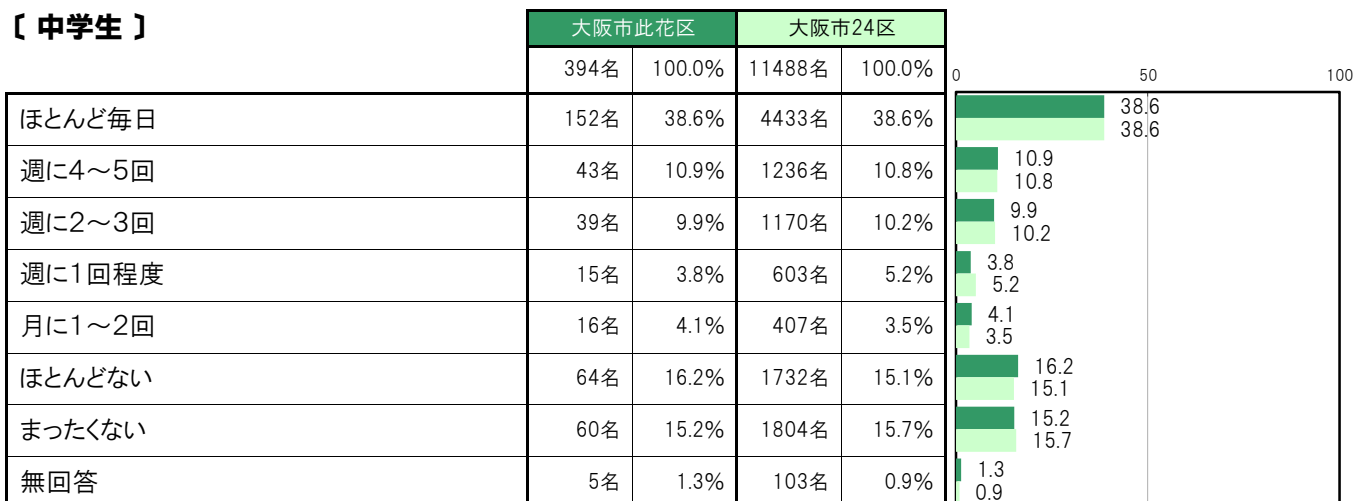 〔 中学生 〕
大阪市此花区 大阪市24区
394名 100.0% 11488名 100.0%
0 50 100
ほとんど毎日 152名 38.6% 4433名 38.6%
38.6
38.6
週に4～5回 43名 10.9% 1236名 10.8%
10.9
10.8
週に2～3回 39名 9.9% 1170名 10.2%
9.9
10.2
週に1回程度 15名 3.8% 603名 5.2%
3.8
5.2
月に1～2回 16名 4.1% 407名 3.5%
4.1
3.5
ほとんどない 64名 16.2% 1732名 15.1%
16.2
15.1
まったくない 60名 15.2% 1804名 15.7%
15.2
15.7
無回答 5名 1.3% 103名 0.9%
1.3
0.9